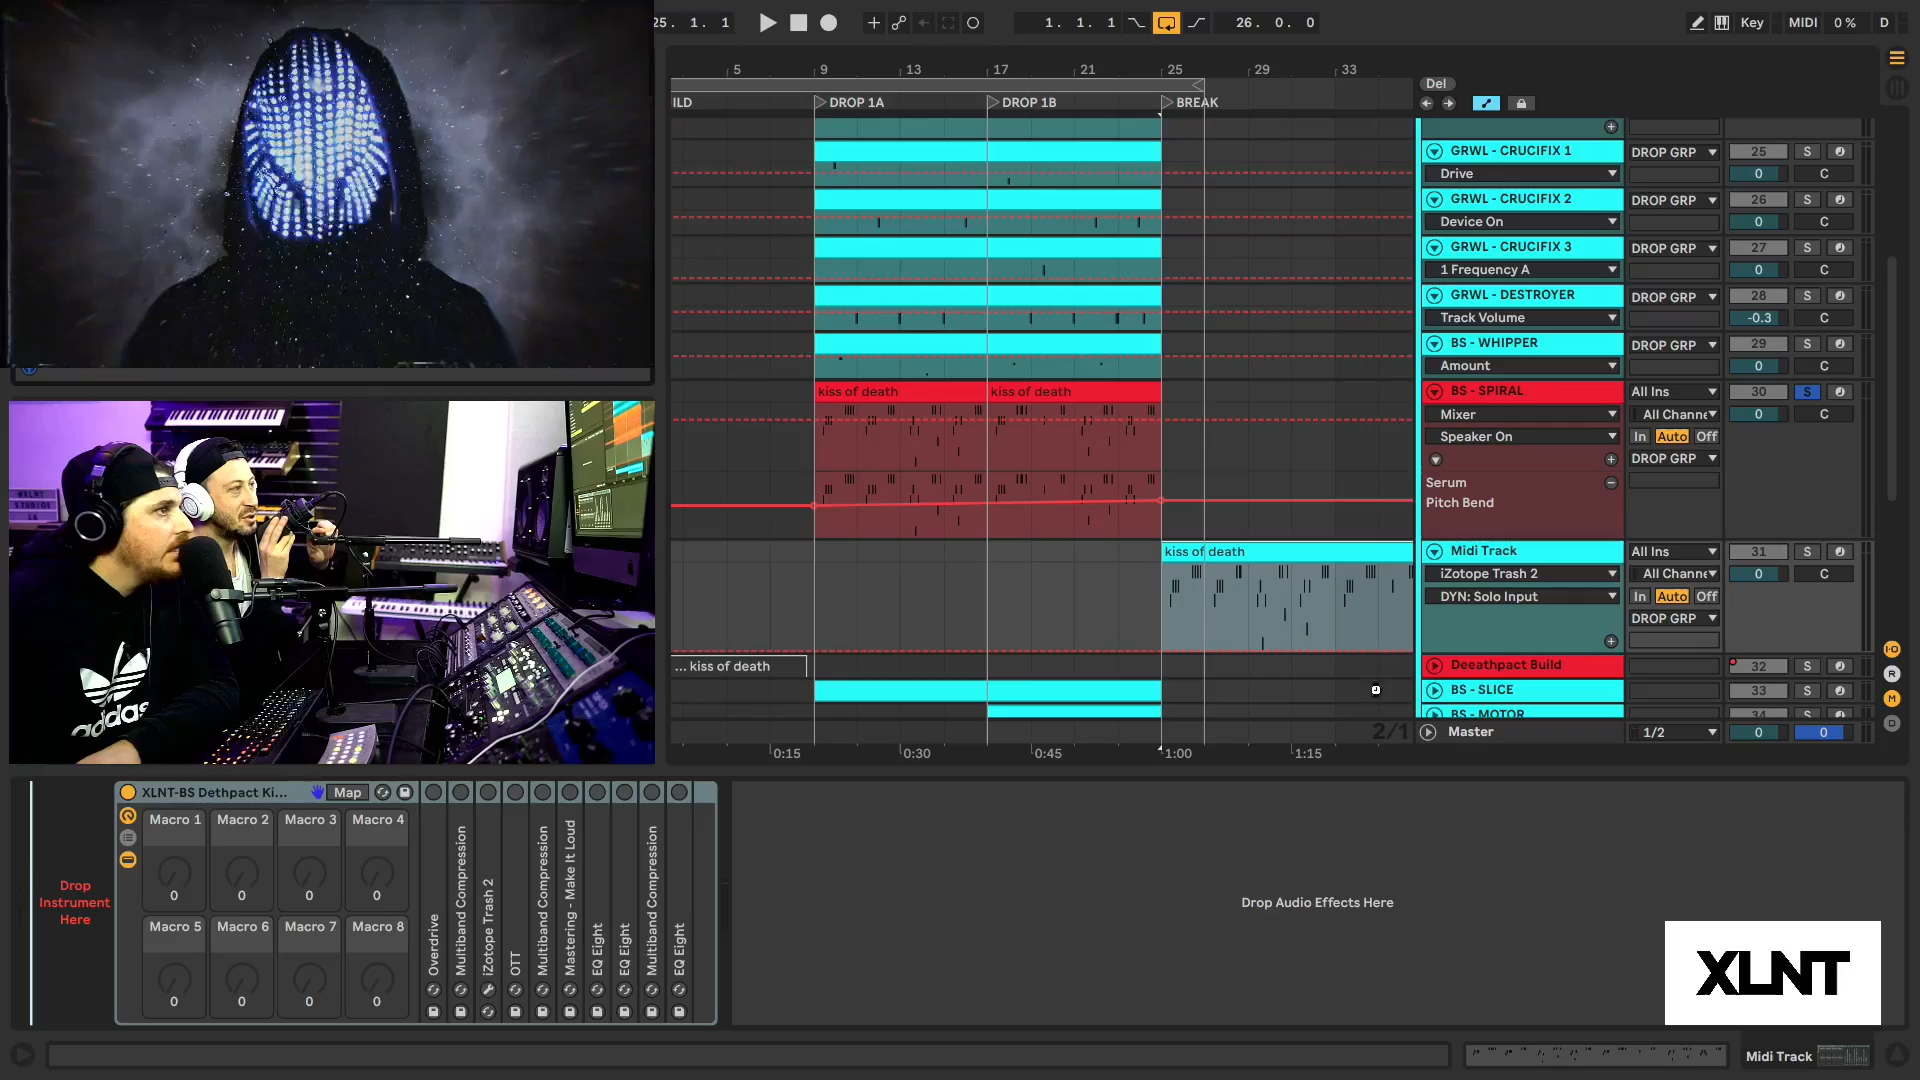 25. 1. 1
1. 1. 1
26. 0. 0
Key
MIDI
0 %
D
5
9
13
17
21
25
29
33
Del
ILD
DROP 1A
DROP 1B
BREAK
GRWL - CRUCIFIX 1
DROP GRP
25
S
Drive
0
C
GRWL - CRUCIFIX 2
DROP GRP
26
S
Device On
0
C
GRWL - CRUCIFIX 3
DROP GRP
27
S
1 Frequency A
0
C
GRWL - DESTROYER
DROP GRP
28
S
Track Volume
-0.3
C
BS - WHIPPER
DROP GRP
29
S
Amount
0
C
kiss of death
kiss of death
BS - SPIRAL
All Ins
30
S
Mixer
All Channe
0
C
Speaker On
In
Auto
Off
DROP GRP
Serum
Pitch Bend
kiss of death
Midi Track
All Ins
31
S
iZotope Trash 2
All Channe
0
C
DYN: Solo Input
In
Auto
Off
DROP GRP
... kiss of death
Deeathpact Build
32
S
BS - SLICE
33
S
BS - MOTOR
34
2/1
Master
1/2
0
0
0:15
0:30
0:45
1:00
1:15
I·O
R
M
D
#XLNT
STUDIOS
LA
adidas
XLNT-BS Dethpact Ki...
Map
Macro 1
Macro 2
Macro 3
Macro 4
0
0
0
0
Macro 5
Macro 6
Macro 7
Macro 8
0
0
0
0
Drop
Instrument
Here
Overdrive
Multiband Compression
iZotope Trash 2
OTT
Multiband Compression
Mastering - Make It Loud
EQ Eight
EQ Eight
Multiband Compression
EQ Eight
Drop Audio Effects Here
XLNT
Midi Track